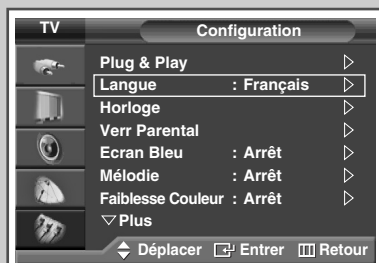 TV Configuration
Plug & Play
Langue : Français
Horloge
Verr Parental
Ecran Bleu : Arrêt
Mélodie : Arrêt
Faiblesse Couleur : Arrêt
Plus
Déplacer Entrer Retour